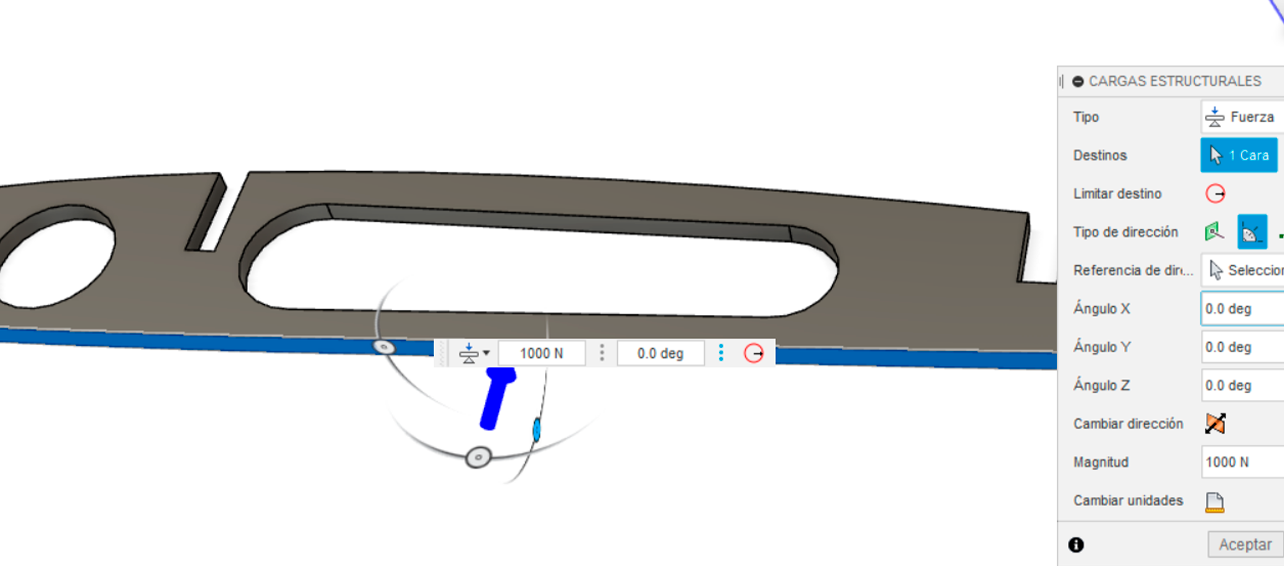 CARGAS ESTRUCTURALES
Tipo Fuerza
Destinos 1 Cara
Limitar destino
Tipo de dirección
Referencia de dir... Seleccion
Ángulo X 0.0 deg
Ángulo Y 0.0 deg
Ángulo Z 0.0 deg
Cambiar dirección
Magnitud 1000 N
Cambiar unidades
Aceptar
1000 N 0.0 deg